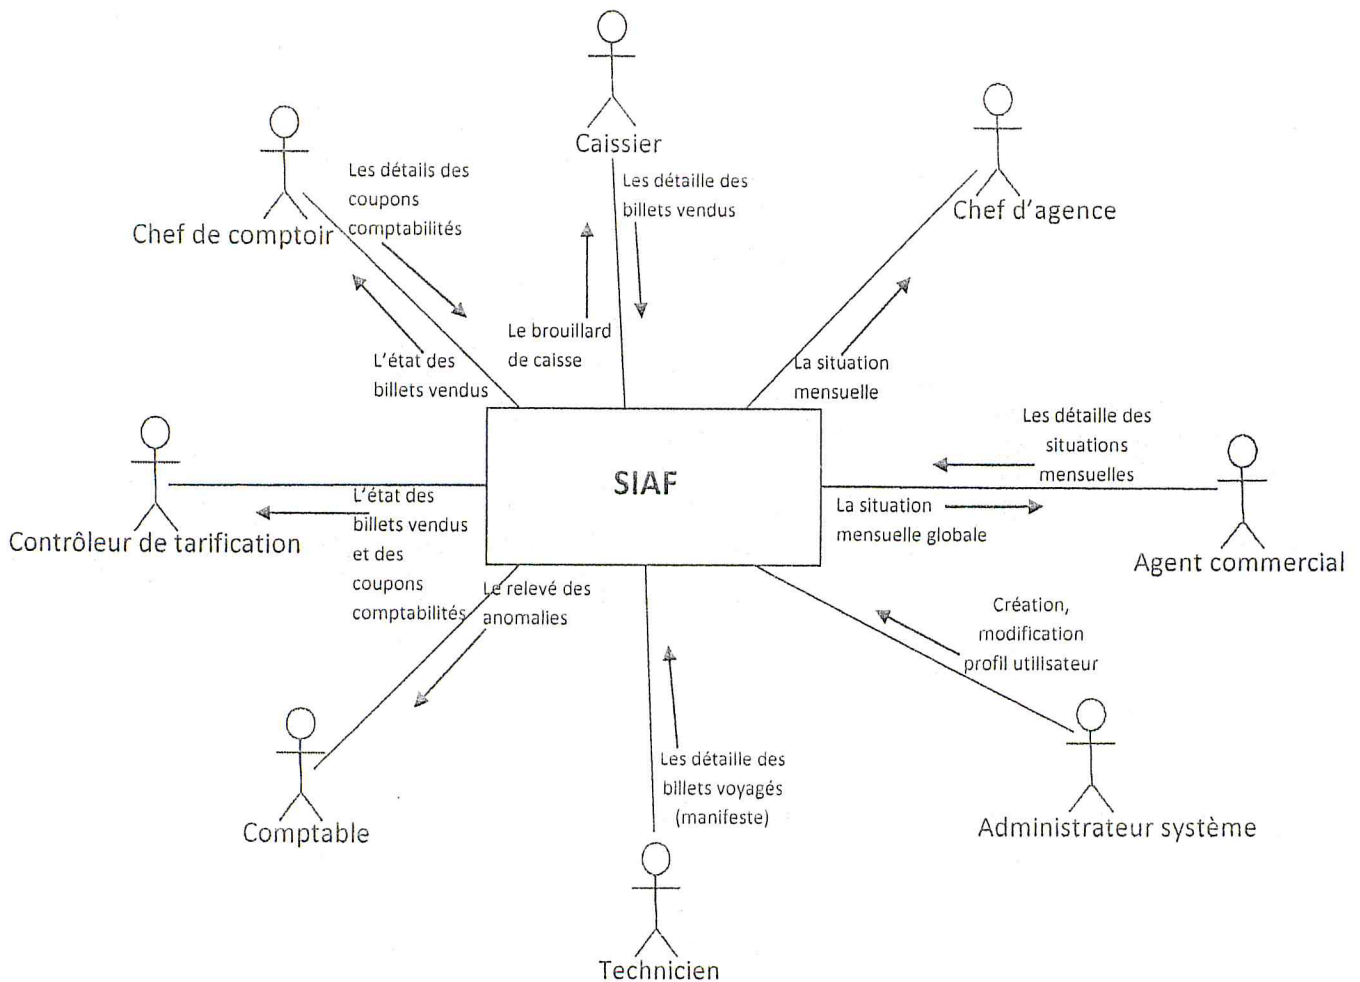 Caissier
Chef de comptoir
Chef d'agence
Les détails des
coupons
comptabilités
Les détaille des
billets vendus
L'état des
billets vendus
Le brouillard
de caisse
La situation
mensuelle
Contrôleur de tarification
L'état des
billets vendus
et des
coupons
comptabilités
SIAF
Les détaille des
situations
mensuelles
La situation
mensuelle globale
Agent commercial
Le relevé des
anomalies
Création,
modification
profil utilisateur
Comptable
Les détaille des
billets voyagés
(manifeste)
Administrateur système
Technicien